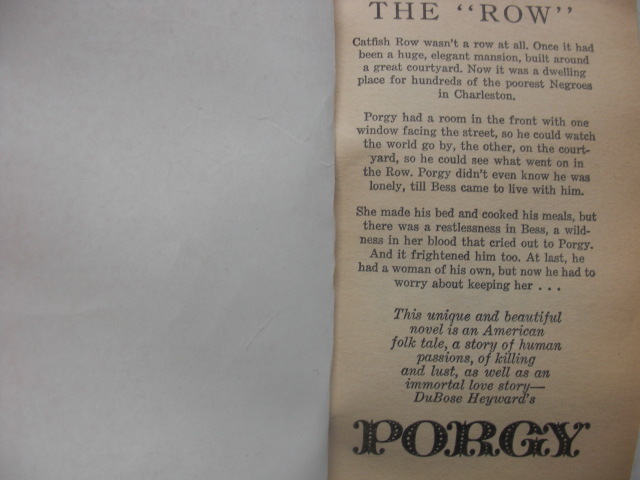 THE "ROW"
Catfish Row wasn't a row at all. Once it had
been a huge, elegant mansion, built around
a great courtyard. Now it was a dwelling
place for hundreds of the poorest Negroes
in Charleston.
Porgy had a room in the front with one
window facing the street, so he could watch
the world go by, the other, on the court-
yard, so he could see what went on in
the Row. Porgy didn't even know he was
lonely, till Bess came to live with him.
She made his bed and cooked his meals, but
there was a restlessness in Bess, a wild-
ness in her blood that cried out to Porgy.
And it frightened him too. At last, he
had a woman of his own, but now he had to
worry about keeping her . . .
This unique and beautiful
novel is an American
folk tale, a story of human
passions, of killing
and lust, as well as an
immortal love story—
DuBose Heyward's
PORGY